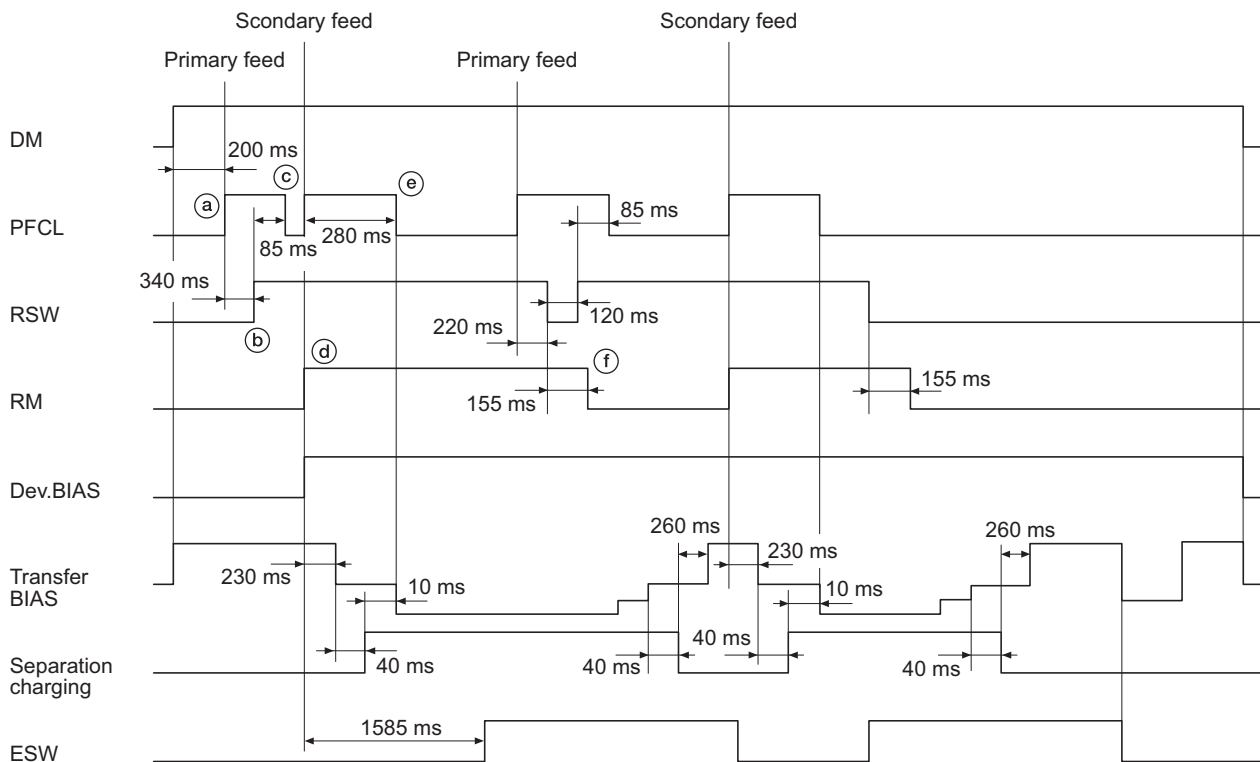 Scondary feed
Scondary feed
Primary feed
Primary feed
DM
200 ms
c
e
a
PFCL
85 ms
85 ms
280 ms
340 ms
RSW
120 ms
b
220 ms
d
f
RM
155 ms
155 ms
Dev.BIAS
260 ms
260 ms
230 ms
Transfer
BIAS
230 ms
10 ms
10 ms
40 ms
Separation
charging
40 ms
40 ms
40 ms
1585 ms
ESW